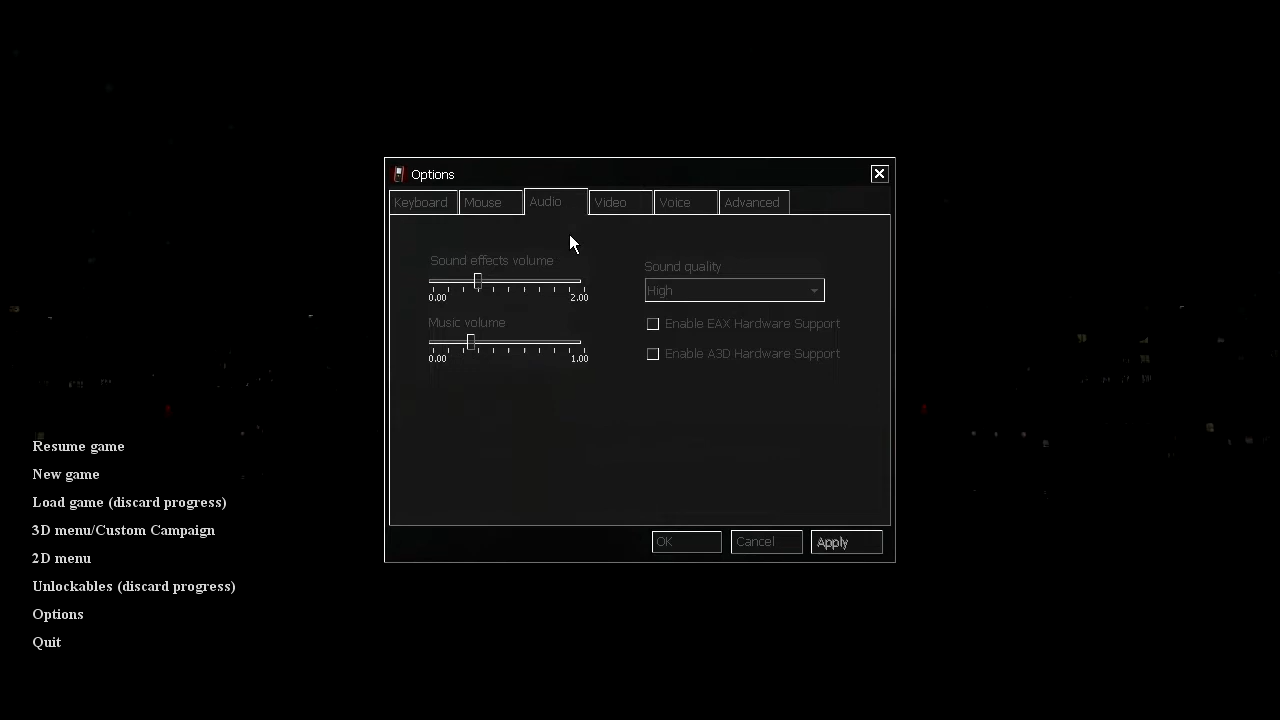 Options
Keyboard Mouse Audio Video Voice Advanced
Sound effects volume
0.00 2.00
Music volume
0.00 1.00
Sound quality
High
Enable EAX Hardware Support
Enable A3D Hardware Support
OK Cancel Apply
Resume game
New game
Load game (discard progress)
3D menu/Custom Campaign
2D menu
Unlockables (discard progress)
Options
Quit